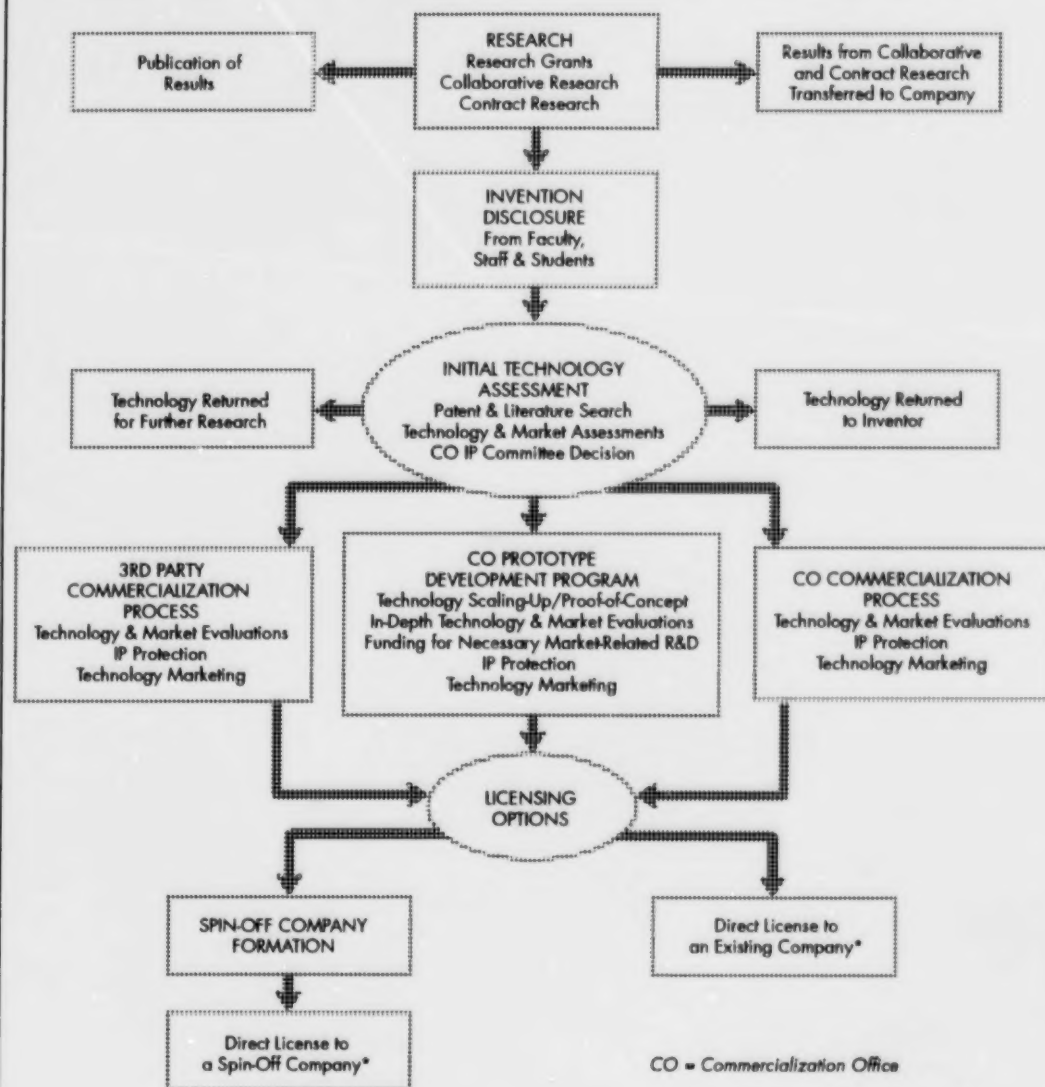 Publication of
Results
RESEARCH
Research Grants
Collaborative Research
Contract Research
Results from Collaborative
and Contract Research
Transferred to Company
INVENTION
DISCLOSURE
From Faculty,
Staff & Students
Technology Returned
for Further Research
INITIAL TECHNOLOGY
ASSESSMENT
Patent & Literature Search
Technology & Market Assessments
CO IP Committee Decision
Technology Returned
to Inventor
3RD PARTY
COMMERCIALIZATION
PROCESS
Technology & Market Evaluations
IP Protection
Technology Marketing
CO PROTOTYPE
DEVELOPMENT PROGRAM
Technology Scaling-Up/Proof-of-Concept
In-Depth Technology & Market Evaluations
Funding for Necessary Market-Related R&D
IP Protection
Technology Marketing
CO COMMERCIALIZATION
PROCESS
Technology & Market Evaluations
IP Protection
Technology Marketing
LICENSING
OPTIONS
SPIN-OFF COMPANY
FORMATION
Direct License to
an Existing Company*
Direct License to
a Spin-Off Company*
CO = Commercialization Office